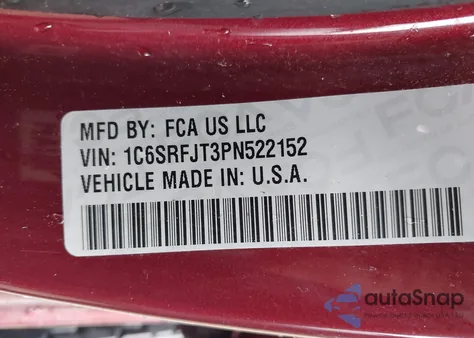 MFD BY: FCA US LLC
VIN: 1C6SRFJT3PN522152
VEHICLE MADE IN: U.S.A.
autoSnap